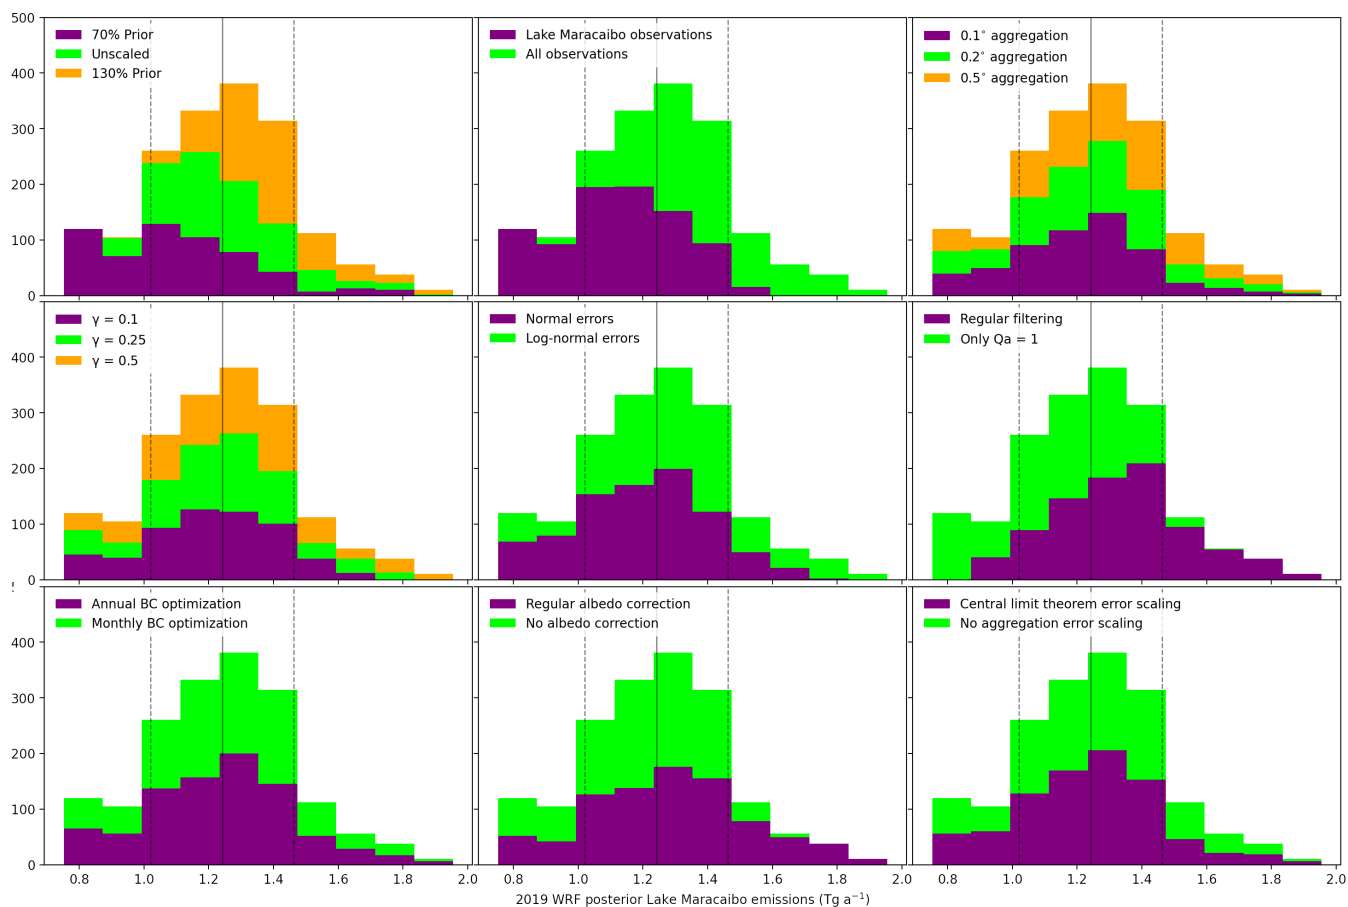 500
400
300
200
100
0
70% Prior
Unscaled
130% Prior
Lake Maracaibo observations
All observations
0.1° aggregation
0.2° aggregation
0.5° aggregation
400
300
200
100
0
γ = 0.1
γ = 0.25
γ = 0.5
Normal errors
Log-normal errors
Regular filtering
Only Qa = 1
400
300
200
100
0
Annual BC optimization
Monthly BC optimization
Regular albedo correction
No albedo correction
Central limit theorem error scaling
No aggregation error scaling
0.8 1.0 1.2 1.4 1.6 1.8 2.0 0.8 1.0 1.2 1.4 1.6 1.8 2.0 0.8 1.0 1.2 1.4 1.6 1.8 2.0
2019 WRF posterior Lake Maracaibo emissions (Tg a⁻¹)